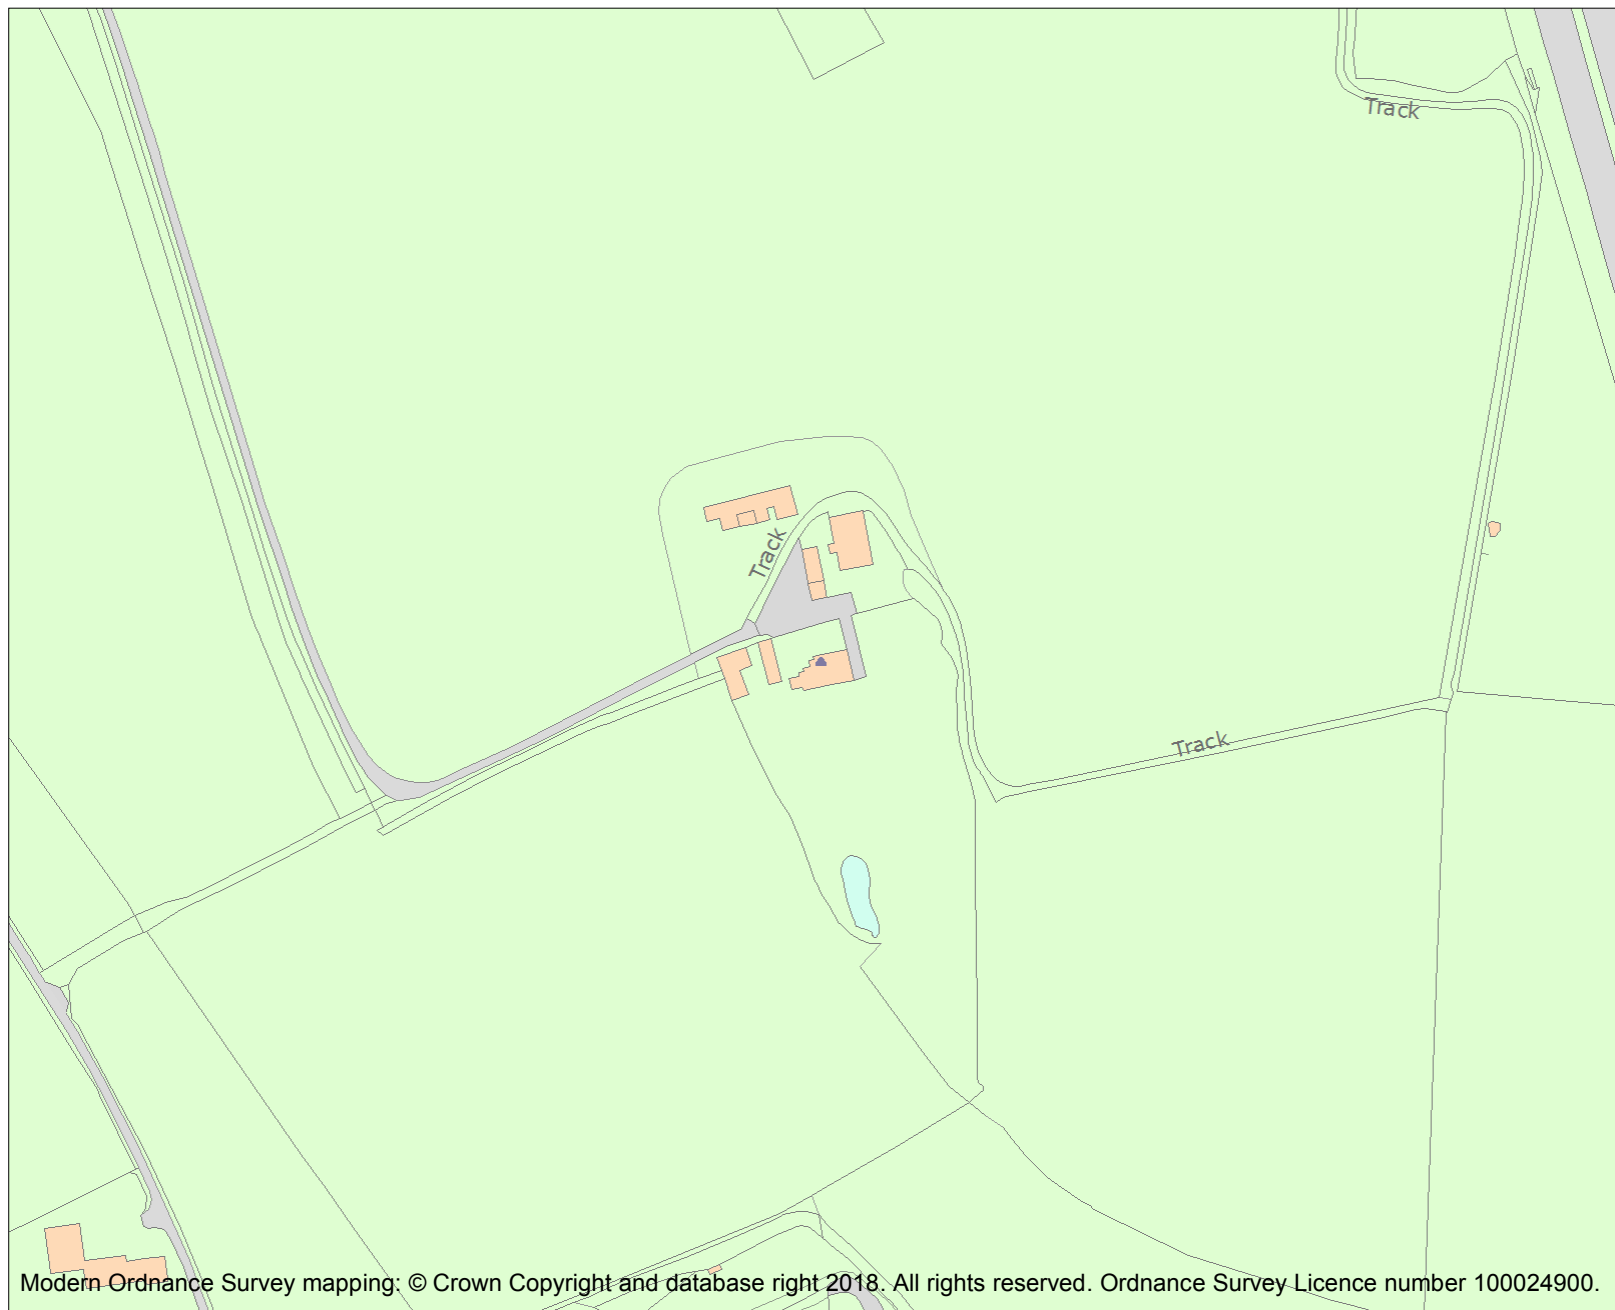 Track
Track
Track
Modern Ordnance Survey mapping: © Crown Copyright and database right 2018. All rights reserved. Ordnance Survey Licence number 100024900.